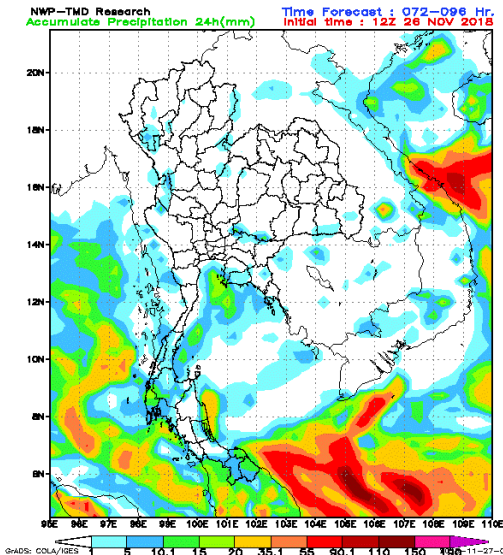 NWP-TMD Research Time Forecast : 072-096 Hr.
Accumulate Precipitation 24h(mm) Initial time : 12Z 26 NOV 2018
20N
18N
16N
14N
12N
10N
8N
6N
95E 96E 97E 98E 99E 100E 101E 102E 103E 104E 105E 106E 107E 108E 109E 110E
1 5 10.1 15 20 35.1 55 90.1 110 150
GrADS: COLA/IGES